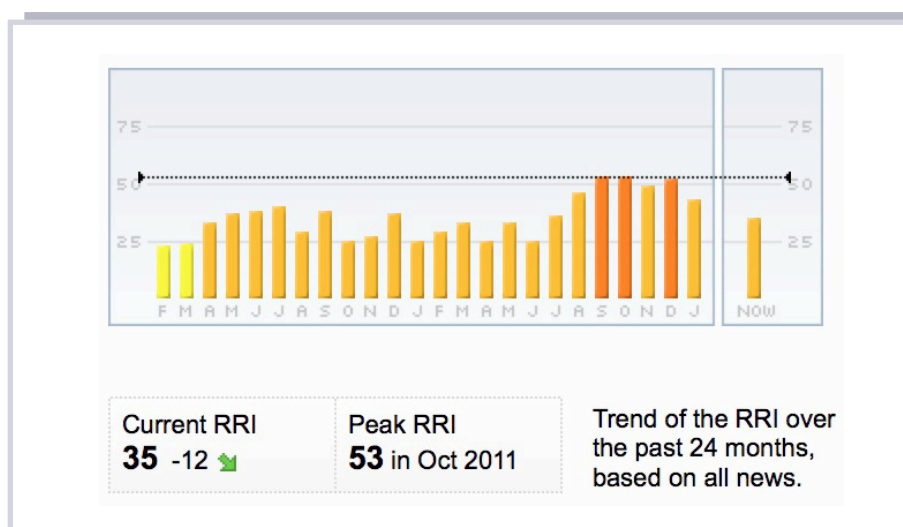 75 75
50 50
25 25
F M A M J J A S O N D J F M A M J J A S O N D J NOW
Current RRI
35 -12
Peak RRI
53 in Oct 2011
Trend of the RRI over
the past 24 months,
based on all news.